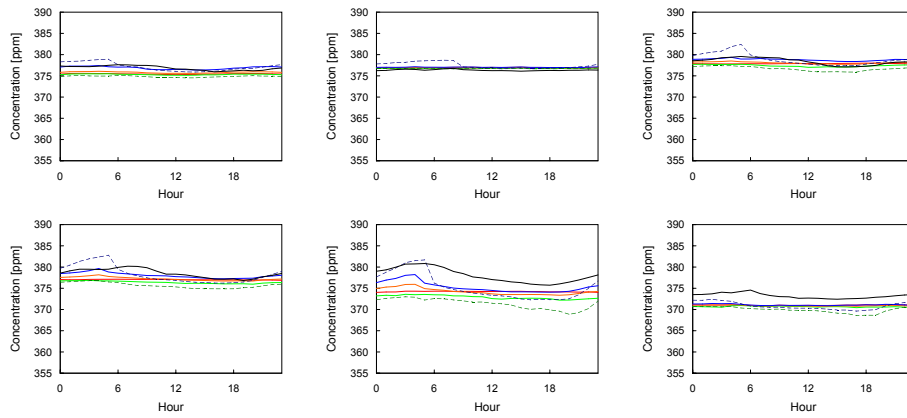 390 390 390
385 385 385
380 380 380
375 375 375
370 370 370
365 365 365
360 360 360
355 355 355
Concentration [ppm] Concentration [ppm] Concentration [ppm]
0 6 12 18 0 6 12 18 0 6 12 18
Hour Hour Hour
390 390 390
385 385 385
380 380 380
375 375 375
370 370 370
365 365 365
360 360 360
355 355 355
Concentration [ppm] Concentration [ppm] Concentration [ppm]
0 6 12 18 0 6 12 18 0 6 12 18
Hour Hour Hour